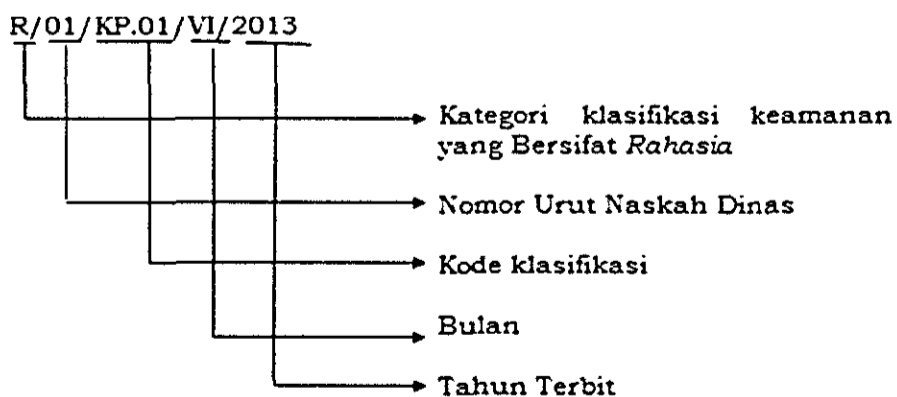 R/01/KP.01/VI/2013
Kategori klasifikasi keamanan
yang Bersifat Rahasia
Nomor Urut Naskah Dinas
Kode klasifikasi
Bulan
Tahun Terbit